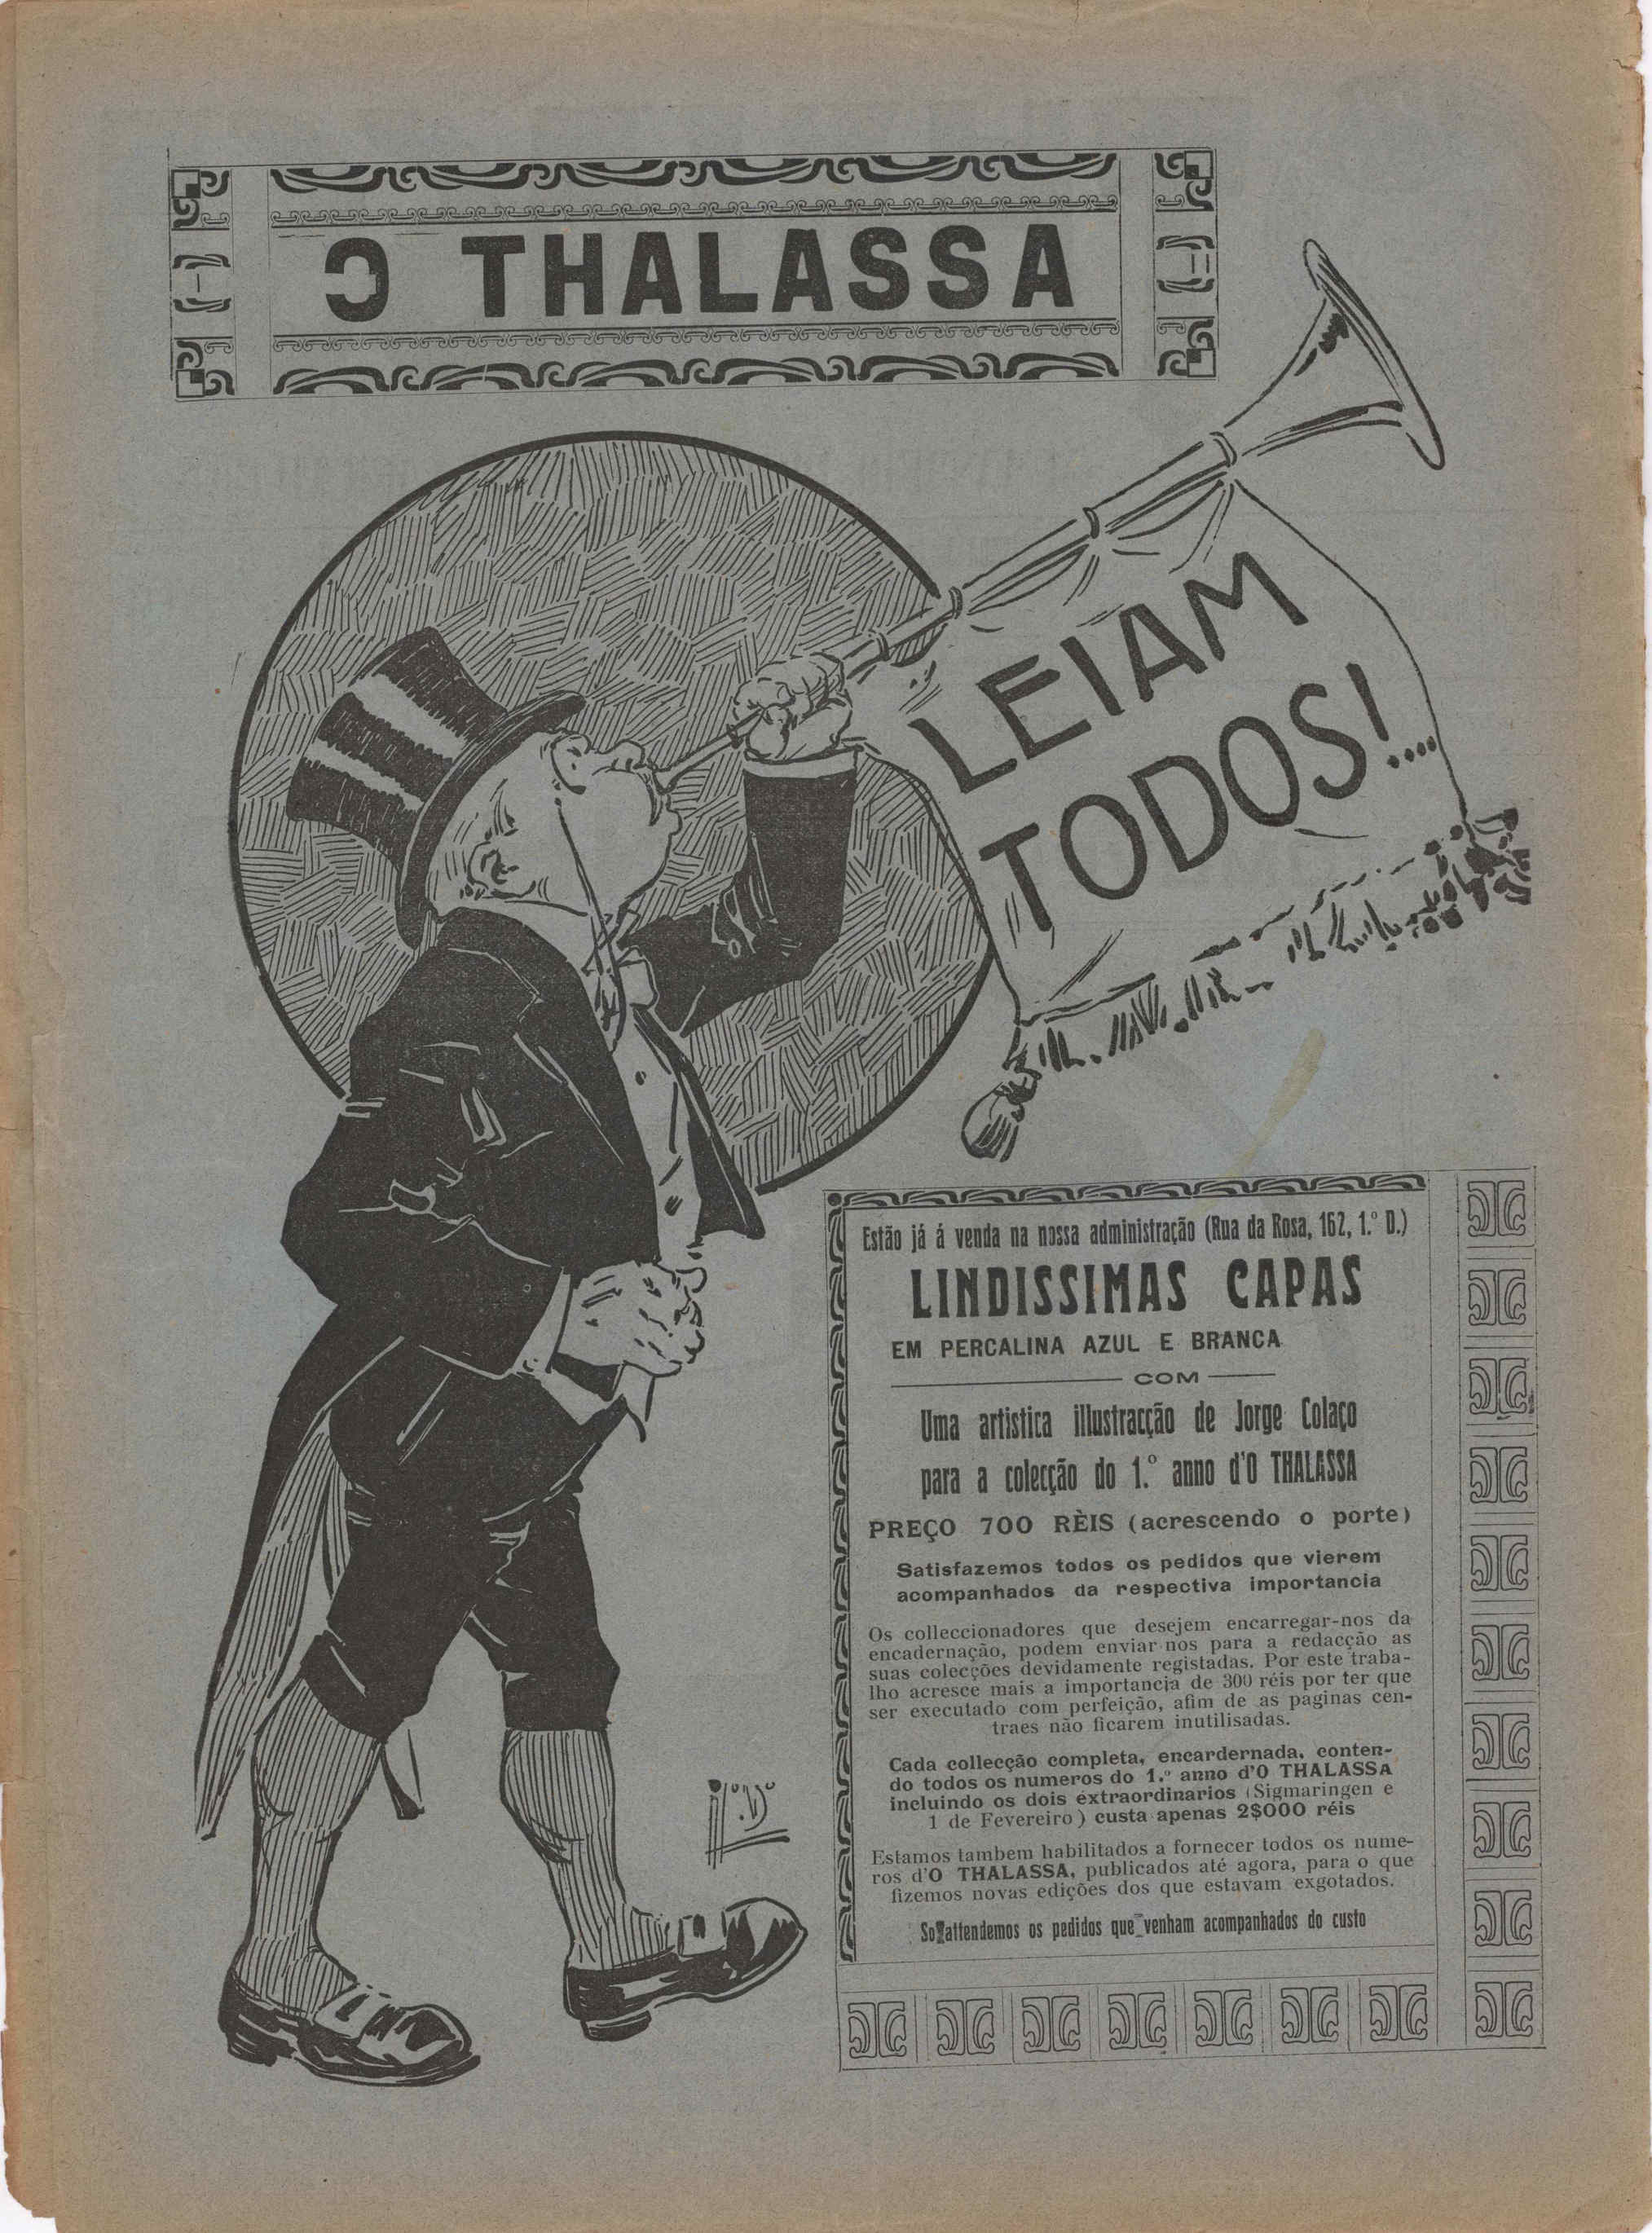 O THALASSA
LEIAM
TODOS!....
Estão já á venda na nossa administração (Rua da Rosa, 162, 1.º D.)
LINDISSIMAS CAPAS
EM PERCALINA AZUL E BRANCA
COM
Uma artistica illustracção de Jorge Colaço
para a colecção do 1.º anno d'O THALASSA
PREÇO 700 RÈIS (acrescendo o porte)
Satisfazemos todos os pedidos que vierem
acompanhados da respectiva importancia
Os colleccionadores que desejem encarregar-nos da
encadernação, podem enviar-nos para a redacção as
suas colecções devidamente registadas. Por este traba-
lho acresce mais a importancia de 300 réis por ter que
ser executado com perfeição, afim de as paginas cen-
traes não ficarem inutilisadas.
Cada collecção completa, encardernada, conten-
do todos os numeros do 1.º anno d'O THALASSA
incluindo os dois extraordinarios (Sigmaringen e
1 de Fevereiro) custa apenas 2$000 réis
Estamos tambem habilitados a fornecer todos os nume-
ros d'O THALASSA, publicados até agora, para o que
fizemos novas edições dos que estavam exgotados.
So attendemos os pedidos que venham acompanhados do custo